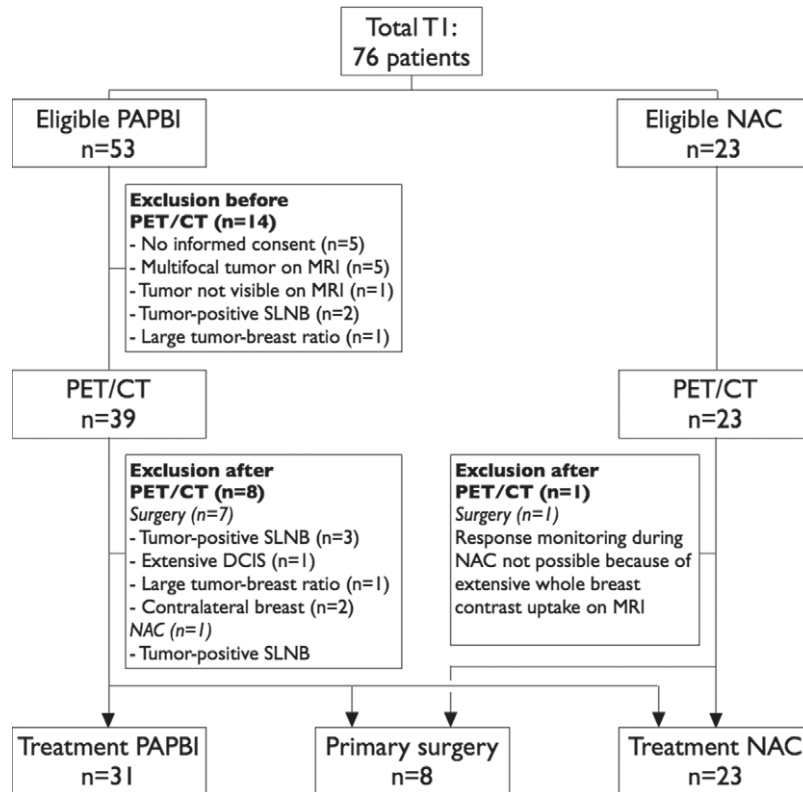 Total T1:
76 patients
Eligible PAPBI
n=53
Eligible NAC
n=23
Exclusion before
PET/CT (n=14)
- No informed consent (n=5)
- Multifocal tumor on MRI (n=5)
- Tumor not visible on MRI (n=1)
- Tumor-positive SLNB (n=2)
- Large tumor-breast ratio (n=1)
PET/CT
n=39
PET/CT
n=23
Exclusion after
PET/CT (n=8)
Surgery (n=7)
- Tumor-positive SLNB (n=3)
- Extensive DCIS (n=1)
- Large tumor-breast ratio (n=1)
- Contralateral breast (n=2)
NAC (n=1)
- Tumor-positive SLNB
Exclusion after
PET/CT (n=1)
Surgery (n=1)
Response monitoring during
NAC not possible because of
extensive whole breast
contrast uptake on MRI
Treatment PAPBI
n=31
Primary surgery
n=8
Treatment NAC
n=23